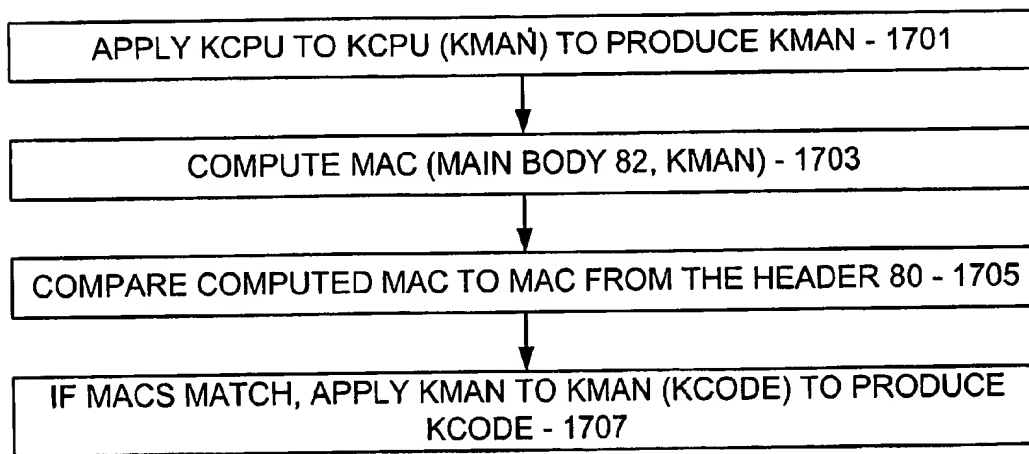 APPLY KCPU TO KCPU (KMAN) TO PRODUCE KMAN - 1701
COMPUTE MAC (MAIN BODY 82, KMAN) - 1703
COMPARE COMPUTED MAC TO MAC FROM THE HEADER 80 - 1705
IF MACS MATCH, APPLY KMAN TO KMAN (KCODE) TO PRODUCE
KCODE - 1707